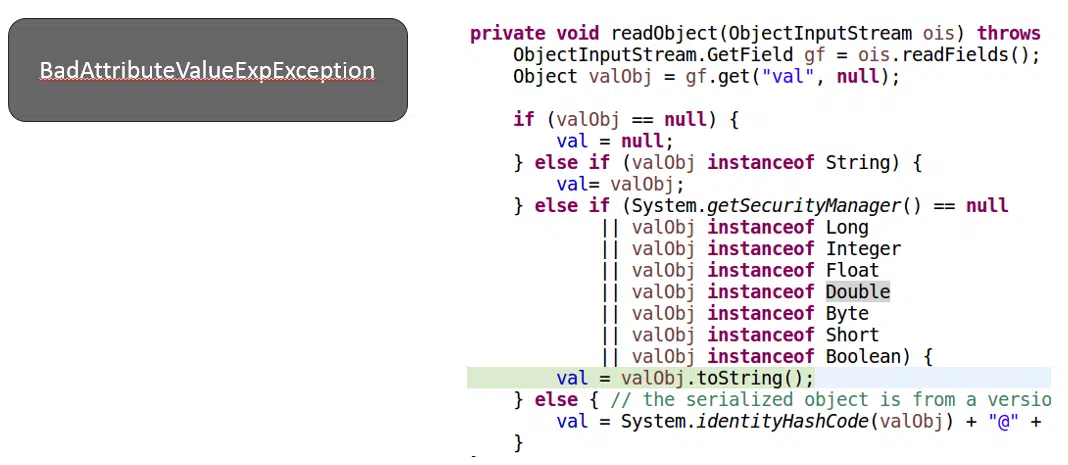 BadAttributeValueExpException
private void readObject(ObjectInputStream ois) throws
ObjectInputStream.GetField gf = ois.readFields();
Object valObj = gf.get("val", null);
if (valObj == null) {
val = null;
} else if (valObj instanceof String) {
val= valObj;
} else if (System.getSecurityManager() == null
|| valObj instanceof Long
|| valObj instanceof Integer
|| valObj instanceof Float
|| valObj instanceof Double
|| valObj instanceof Byte
|| valObj instanceof Short
|| valObj instanceof Boolean) {
val = valObj.toString();
} else { // the serialized object is from a versio
val = System.identityHashCode(valObj) + "@" +
}